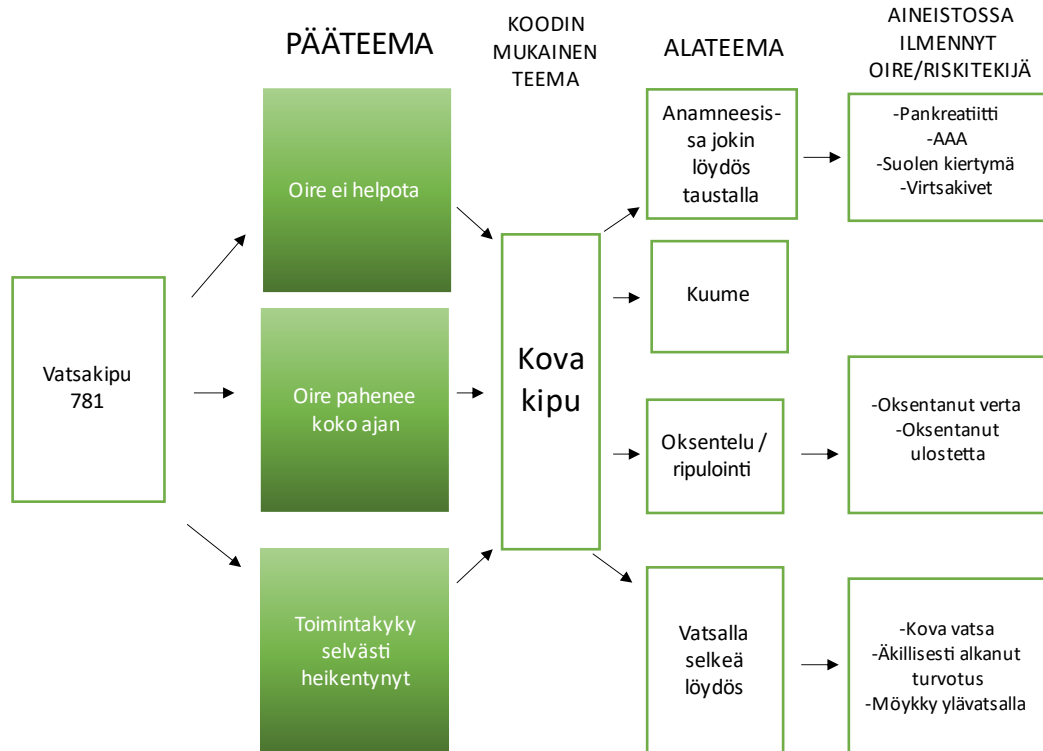 PÄÄTEEMA
KOODIN
MUKAINEN
TEEMA
ALATEEMA
AINEISTOSSA
ILMENNYT
OIRE/RISKITEKIJÄ
Vatsakipu
781
Oire ei helpota
Oire pahenee
koko ajan
Toimintakyky
selvästi
heikentynyt
Kova
kipu
Anamneesis-
sa jokin
löydös
taustalla
-Pankreatiitti
-AAA
-Suolen kiertymä
-Virtsakivet
Kuume
Oksentelu /
ripulointi
-Oksentanut verta
-Oksentanut
ulostetta
Vatsalla
selkeä
löydös
-Kova vatsa
-Äkillisesti alkanut
turvotus
-Möykky ylävatsalla